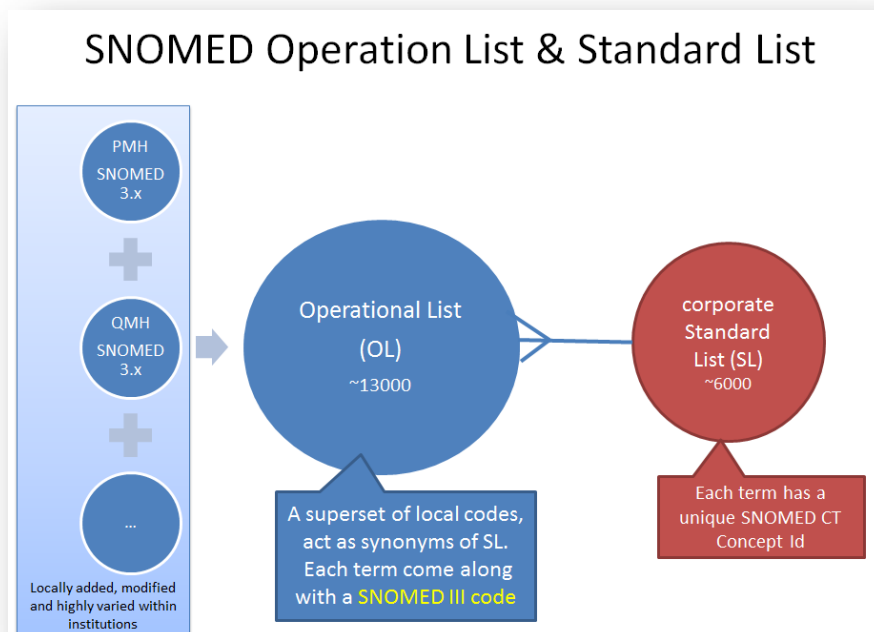 SNOMED Operation List & Standard List
PMH
SNOMED
3.x
QMH
SNOMED
3.x
...
Locally added, modified
and highly varied within
institutions
Operational List
(OL)
~13000
A superset of local codes,
act as synonyms of SL.
Each term come along
with a SNOMED III code
corporate
Standard
List (SL)
~6000
Each term has a
unique SNOMED CT
Concept Id